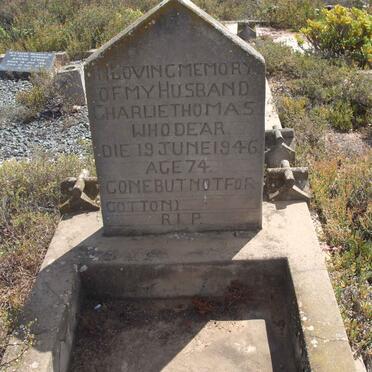 IN LOVING MEMORY
OF MY HUSBAND
CHARLIE THOMAS
WHO DEAR
DIE 19 JUNE 1946
AGE 74
GONE BUT NOT FOR
GOTTON)
R.I.P.